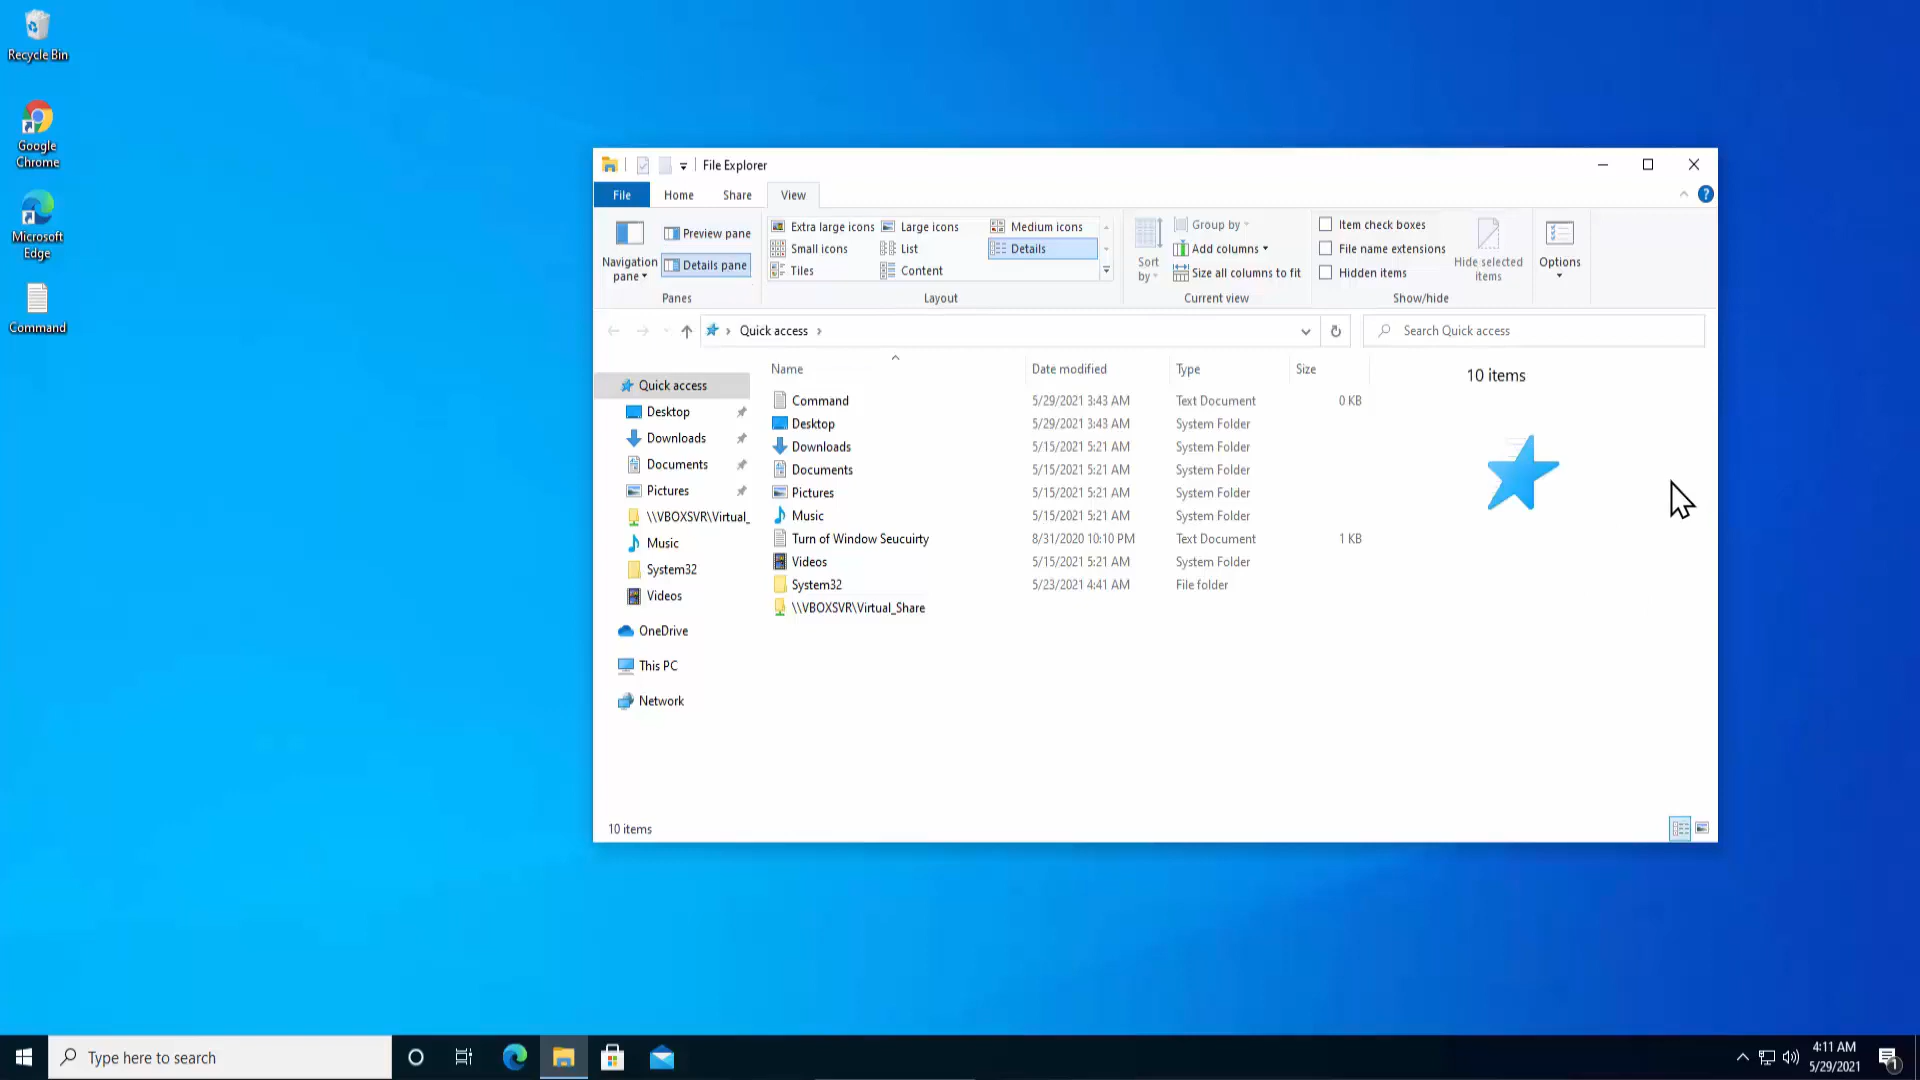 Recycle Bin
Google
Chrome
Microsoft
Edge
Command
File Explorer
File Home Share View
Navigation
pane
Preview pane
Details pane
Panes
Extra large icons Large icons Medium icons
Small icons List Details
Tiles Content
Layout
Sort
by
Group by
Add columns
Size all columns to fit
Current view
Item check boxes
File name extensions
Hidden items
Hide selected
items
Show/hide
Options
Quick access
Search Quick access
Quick access
Desktop
Downloads
Documents
Pictures
\\VBOXSVR\Virtual_
Music
System32
Videos
OneDrive
This PC
Network
Name Date modified Type Size
Command 5/29/2021 3:43 AM Text Document 0 KB
Desktop 5/29/2021 3:43 AM System Folder
Downloads 5/15/2021 5:21 AM System Folder
Documents 5/15/2021 5:21 AM System Folder
Pictures 5/15/2021 5:21 AM System Folder
Music 5/15/2021 5:21 AM System Folder
Turn of Window Seucuirty 8/31/2020 10:10 PM Text Document 1 KB
Videos 5/15/2021 5:21 AM System Folder
System32 5/23/2021 4:41 AM File folder
\\VBOXSVR\Virtual_Share
10 items
10 items
Type here to search
4:11 AM
5/29/2021
1